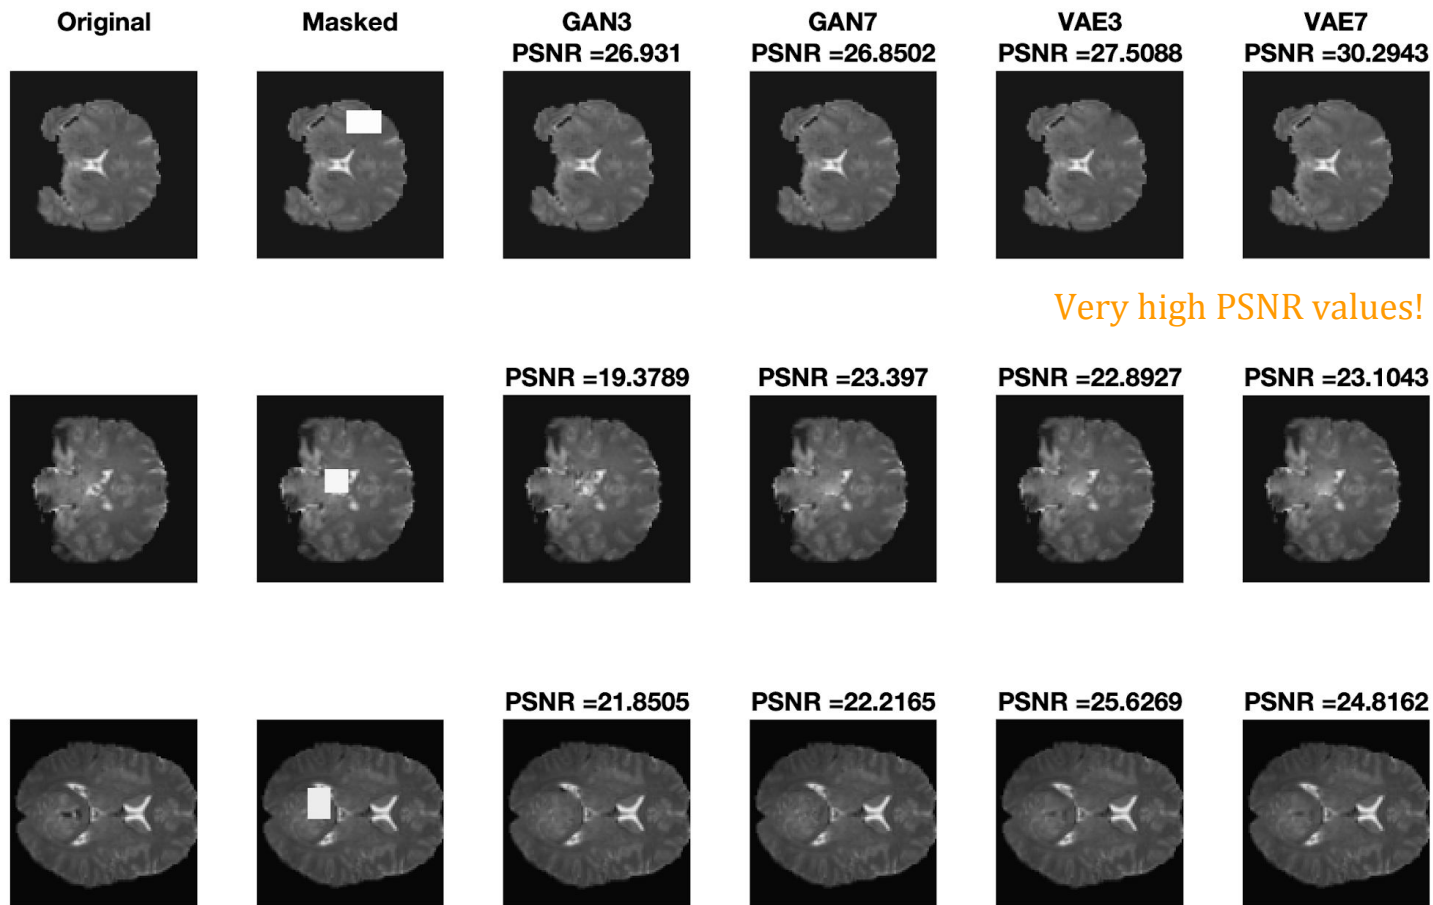 Original Masked GAN3 GAN7 VAE3 VAE7
PSNR =26.931 PSNR =26.8502 PSNR =27.5088 PSNR =30.2943
Very high PSNR values!
PSNR =19.3789 PSNR =23.397 PSNR =22.8927 PSNR =23.1043
PSNR =21.8505 PSNR =22.2165 PSNR =25.6269 PSNR =24.8162